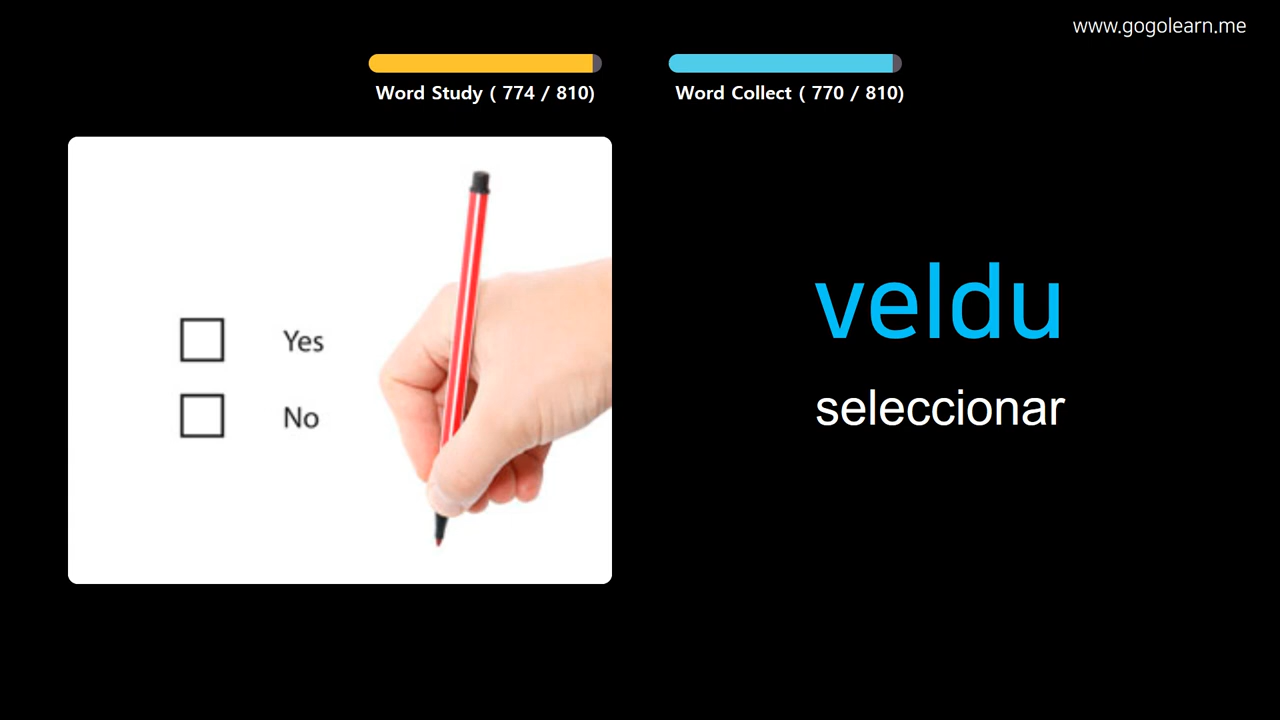 www.gogolearn.me
Word Study ( 774 / 810)
Word Collect ( 770 / 810)
Yes
No
veldu
seleccionar